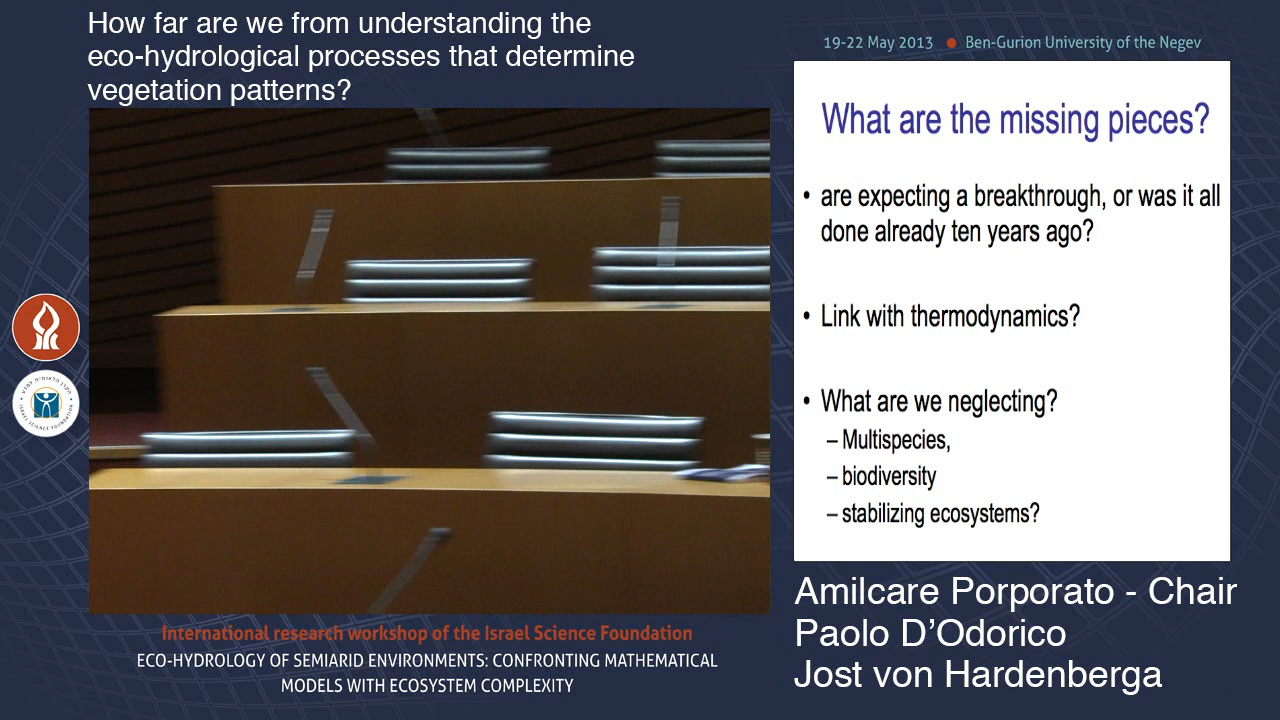 How far are we from understanding the
eco-hydrological processes that determine
vegetation patterns?
19-22 May 2013 ● Ben-Gurion University of the Negev
What are the missing pieces?
• are expecting a breakthrough, or was it all
done already ten years ago?
• Link with thermodynamics?
• What are we neglecting?
– Multispecies,
– biodiversity
– stabilizing ecosystems?
ISRAEL SCIENCE FOUNDATION
International research workshop of the Israel Science Foundation
ECO-HYDROLOGY OF SEMIARID ENVIRONMENTS: CONFRONTING MATHEMATICAL
MODELS WITH ECOSYSTEM COMPLEXITY
Amilcare Porporato - Chair
Paolo D’Odorico
Jost von Hardenberga